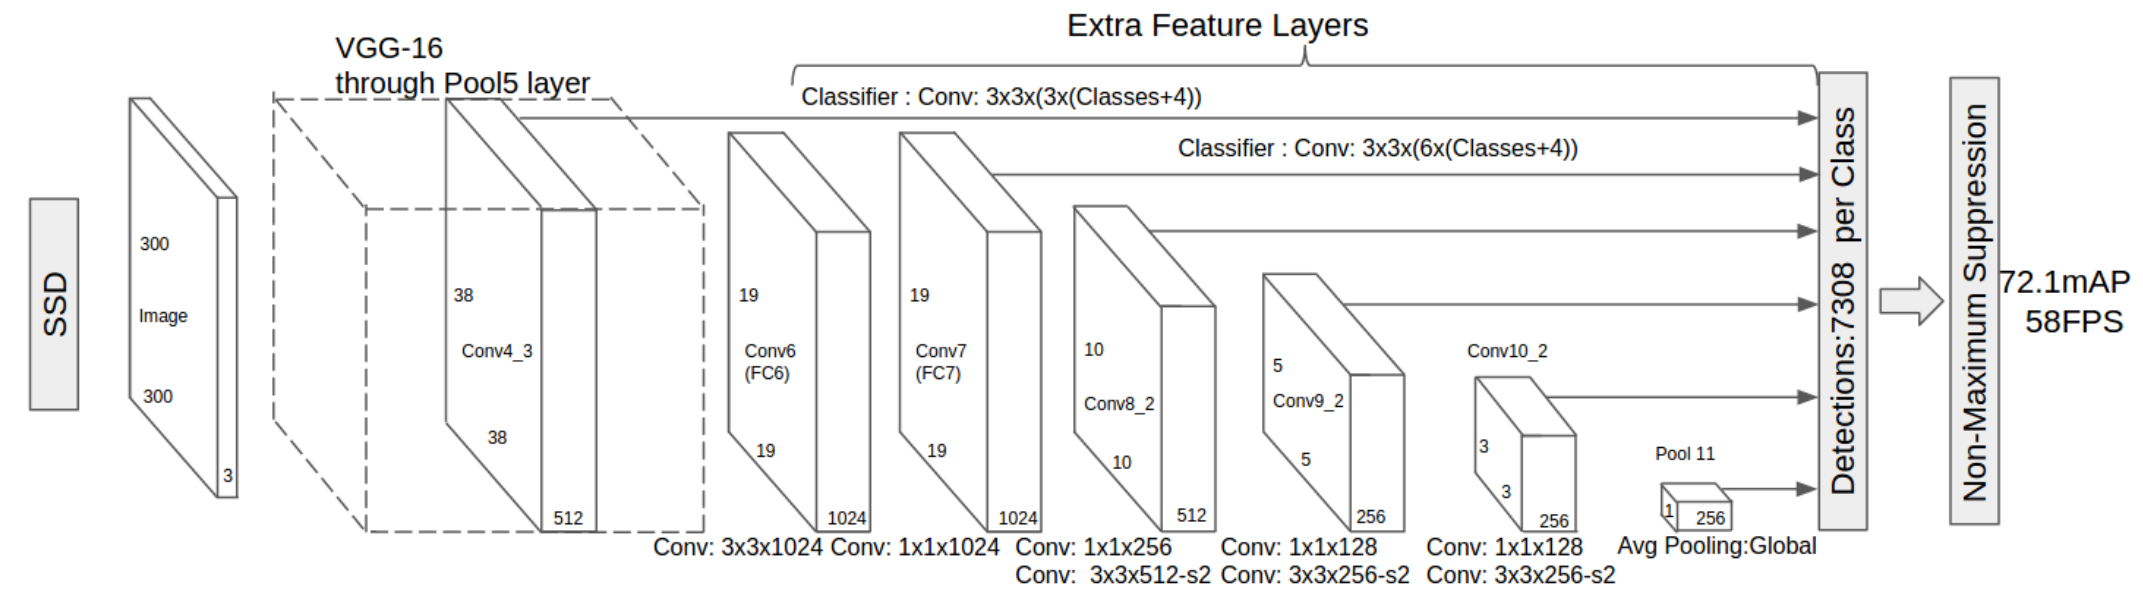 Extra Feature Layers
VGG-16
through Pool5 layer
Classifier : Conv: 3x3x(3x(Classes+4))
Classifier : Conv: 3x3x(6x(Classes+4))
SSD
300
Image
300
3
38
Conv4_3
38
512
19
Conv6
(FC6)
19
1024
19
Conv7
(FC7)
19
1024
10
Conv8_2
10
512
5
Conv9_2
5
256
Conv10_2
3
3
256
Pool 11
1
256
Conv: 3x3x1024
Conv: 1x1x1024
Conv: 1x1x256
Conv: 3x3x512-s2
Conv: 1x1x128
Conv: 3x3x256-s2
Conv: 1x1x128
Conv: 3x3x256-s2
Avg Pooling:Global
Detections:7308 per Class
Non-Maximum Suppression
72.1mAP
58FPS